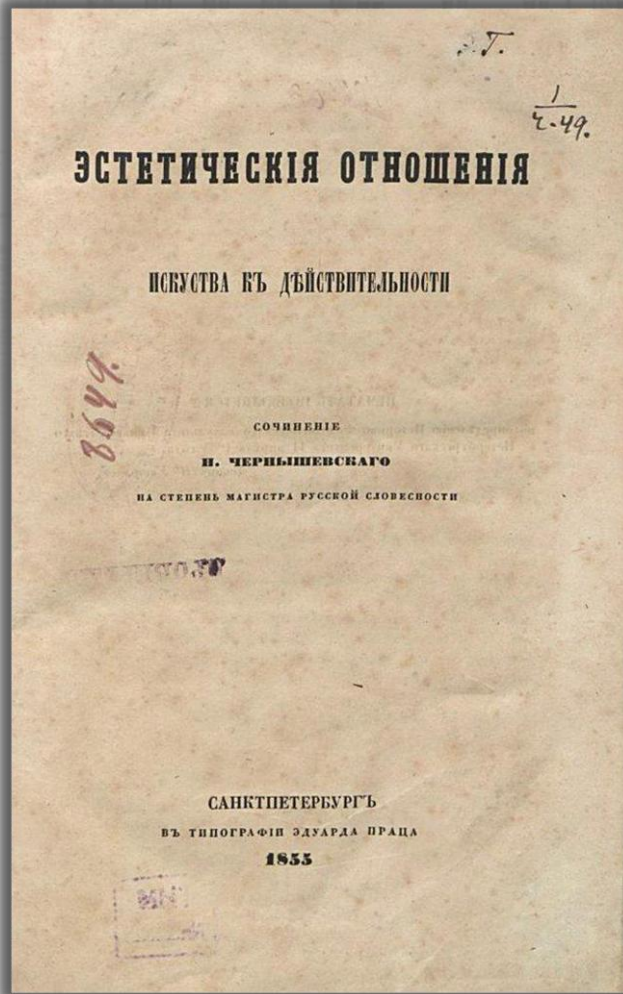 Г.
1
ч-49.
ЭСТЕТИЧЕСКІЯ ОТНОШЕНІЯ
ИСКУСТВА КЪ ДѢЙСТВИТЕЛЬНОСТИ
8649.
СОЧИНЕНІЕ
Н. ЧЕРНЫШЕВСКАГО
НА СТЕПЕНЬ МАГИСТРА РУССКОЙ СЛОВЕСНОСТИ
САНКТПЕТЕРБУРГЪ
ВЪ ТИПОГРАФІИ ЭДУАРДА ПРАЦА
1855